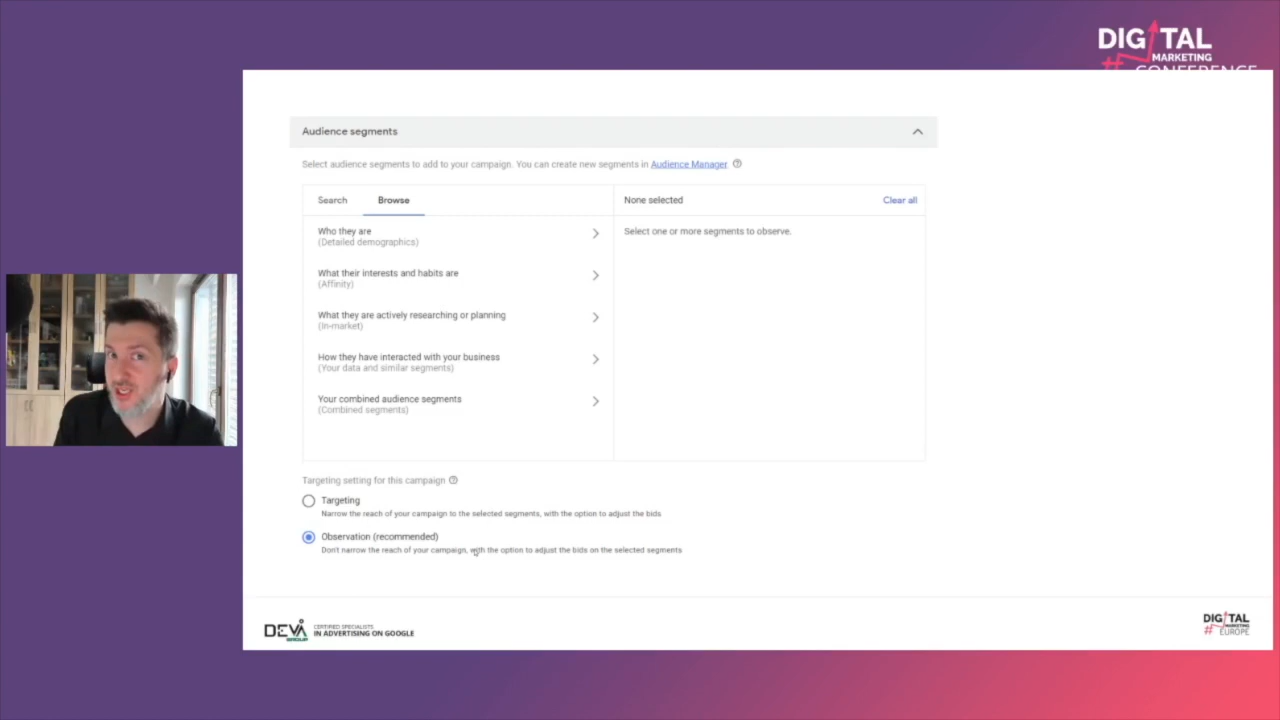 DIGITAL
MARKETING
CONFERENCE
Audience segments
Select audience segments to add to your campaign. You can create new segments in Audience Manager
Search
Browse
None selected
Clear all
Who they are
(Detailed demographics)
Select one or more segments to observe.
What their interests and habits are
(Affinity)
What they are actively researching or planning
(In-market)
How they have interacted with your business
(Your data and similar segments)
Your combined audience segments
(Combined segments)
Targeting setting for this campaign
Targeting
Narrow the reach of your campaign to the selected segments, with the option to adjust the bids
Observation (recommended)
Don't narrow the reach of your campaign, with the option to adjust the bids on the selected segments
DEVA
GROUP
CERTIFIED SPECIALISTS
IN ADVERTISING ON GOOGLE
DIGITAL
MARKETING
# EUROPE